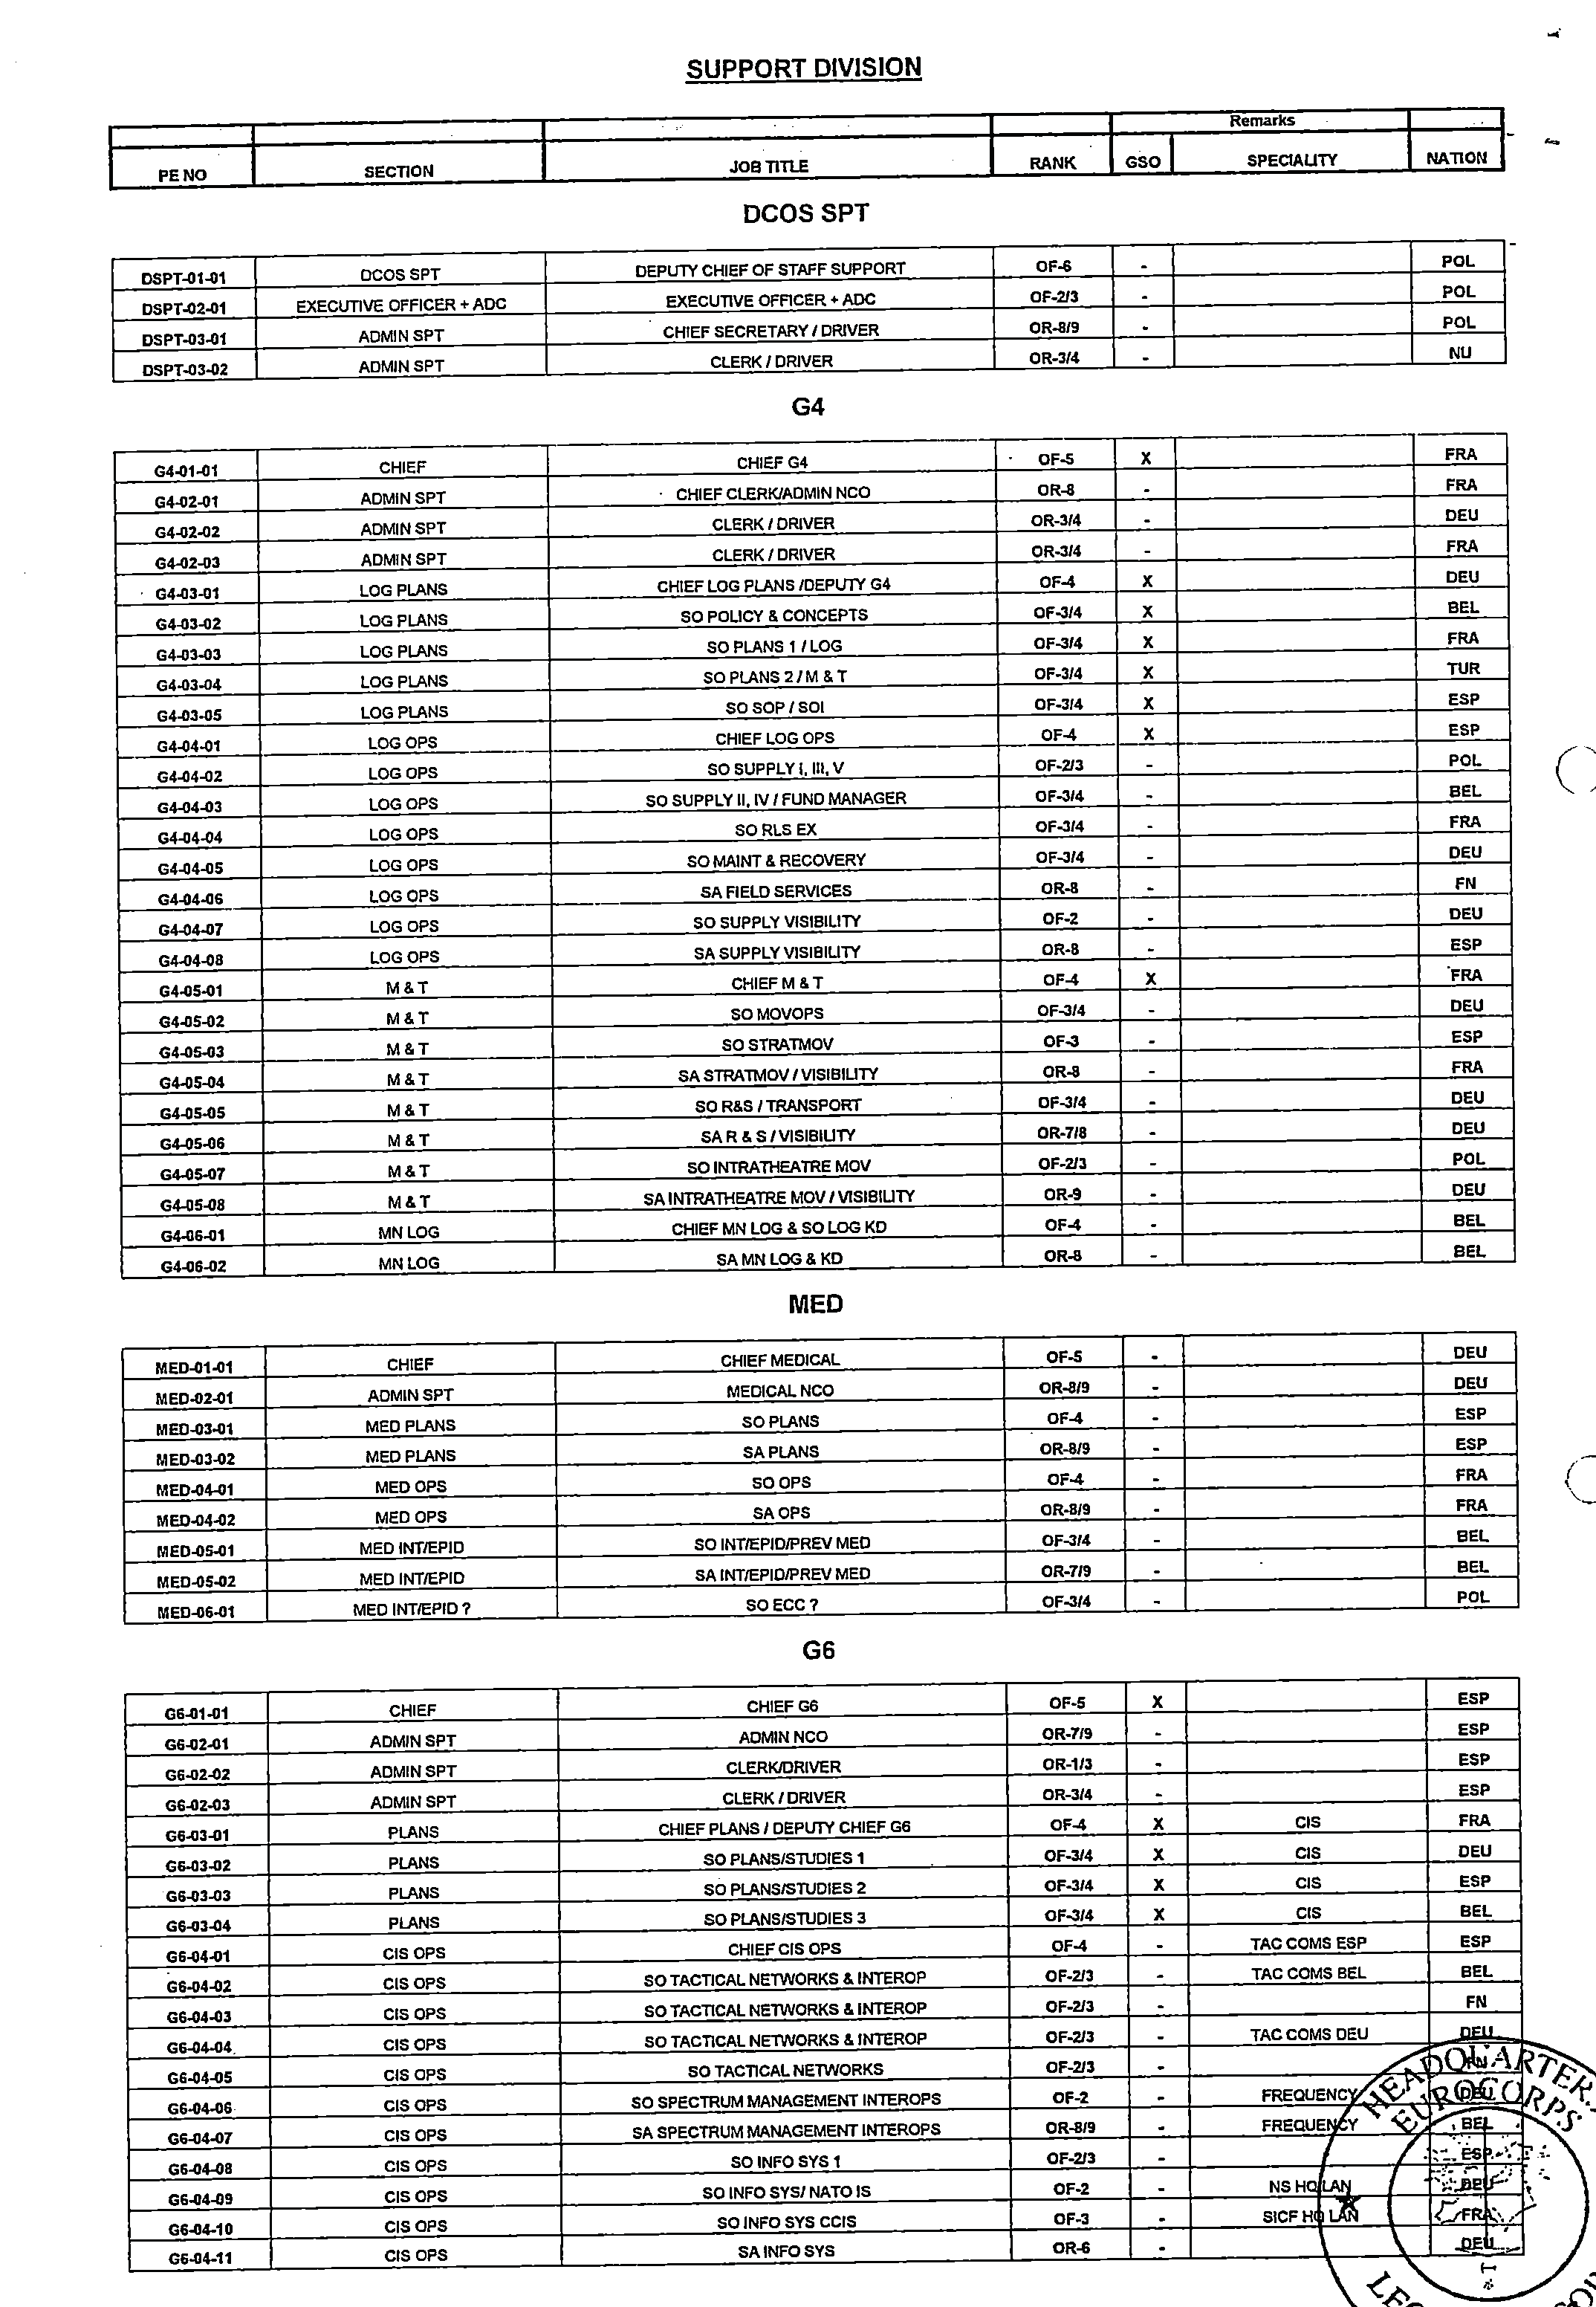 SUPPORT DIVISION
Remarks
PE NO SECTION JOB TITLE RANK GSO SPECIALITY NATION
DCOS SPT
DSPT-01-01 DCOS SPT DEPUTY CHIEF OF STAFF SUPPORT OF-6 - POL
DSPT-02-01 EXECUTIVE OFFICER + ADC EXECUTIVE OFFICER + ADC OF-2/3 - POL
DSPT-03-01 ADMIN SPT CHIEF SECRETARY / DRIVER OR-8/9 - POL
DSPT-03-02 ADMIN SPT CLERK / DRIVER OR-3/4 - NU
G4
G4-01-01 CHIEF CHIEF G4 OF-5 X FRA
G4-02-01 ADMIN SPT CHIEF CLERK/ADMIN NCO OR-8 - FRA
G4-02-02 ADMIN SPT CLERK / DRIVER OR-3/4 - DEU
G4-02-03 ADMIN SPT CLERK / DRIVER OR-3/4 - FRA
G4-03-01 LOG PLANS CHIEF LOG PLANS /DEPUTY G4 OF-4 X DEU
G4-03-02 LOG PLANS SO POLICY & CONCEPTS OF-3/4 X BEL
G4-03-03 LOG PLANS SO PLANS 1 / LOG OF-3/4 X FRA
G4-03-04 LOG PLANS SO PLANS 2 / M & T OF-3/4 X TUR
G4-03-05 LOG PLANS SO SOP / SOI OF-3/4 X ESP
G4-04-01 LOG OPS CHIEF LOG OPS OF-4 X ESP
G4-04-02 LOG OPS SO SUPPLY I, III, V OF-2/3 - POL
G4-04-03 LOG OPS SO SUPPLY II, IV / FUND MANAGER OF-3/4 - BEL
G4-04-04 LOG OPS SO RLS EX OF-3/4 - FRA
G4-04-05 LOG OPS SO MAINT & RECOVERY OF-3/4 - DEU
G4-04-06 LOG OPS SA FIELD SERVICES OR-8 - FN
G4-04-07 LOG OPS SO SUPPLY VISIBILITY OF-2 - DEU
G4-04-08 LOG OPS SA SUPPLY VISIBILITY OR-8 - ESP
G4-05-01 M & T CHIEF M & T OF-4 X FRA
G4-05-02 M & T SO MOVOPS OF-3/4 - DEU
G4-05-03 M & T SO STRATMOV OF-3 - ESP
G4-05-04 M & T SA STRATMOV / VISIBILITY OR-8 - FRA
G4-05-05 M & T SO R&S / TRANSPORT OF-3/4 - DEU
G4-05-06 M & T SA R & S / VISIBILITY OR-7/8 - DEU
G4-05-07 M & T SO INTRATHEATRE MOV OF-2/3 - POL
G4-05-08 M & T SA INTRATHEATRE MOV / VISIBILITY OR-9 - DEU
G4-06-01 MN LOG CHIEF MN LOG & SO LOG KD OF-4 - BEL
G4-06-02 MN LOG SA MN LOG & KD OR-8 - BEL
MED
MED-01-01 CHIEF CHIEF MEDICAL OF-5 - DEU
MED-02-01 ADMIN SPT MEDICAL NCO OR-8/9 - DEU
MED-03-01 MED PLANS SO PLANS OF-4 - ESP
MED-03-02 MED PLANS SA PLANS OR-8/9 - ESP
MED-04-01 MED OPS SO OPS OF-4 - FRA
MED-04-02 MED OPS SA OPS OR-8/9 - FRA
MED-05-01 MED INT/EPID SO INT/EPID/PREV MED OF-3/4 - BEL
MED-05-02 MED INT/EPID SA INT/EPID/PREV MED OR-7/9 - BEL
MED-06-01 MED INT/EPID ? SO ECC ? OF-3/4 - POL
G6
G6-01-01 CHIEF CHIEF G6 OF-5 X ESP
G6-02-01 ADMIN SPT ADMIN NCO OR-7/9 - ESP
G6-02-02 ADMIN SPT CLERK/DRIVER OR-1/3 - ESP
G6-02-03 ADMIN SPT CLERK / DRIVER OR-3/4 - ESP
G6-03-01 PLANS CHIEF PLANS / DEPUTY CHIEF G6 OF-4 X CIS FRA
G6-03-02 PLANS SO PLANS/STUDIES 1 OF-3/4 X CIS DEU
G6-03-03 PLANS SO PLANS/STUDIES 2 OF-3/4 X CIS ESP
G6-03-04 PLANS SO PLANS/STUDIES 3 OF-3/4 X CIS BEL
G6-04-01 CIS OPS CHIEF CIS OPS OF-4 - TAC COMS ESP ESP
G6-04-02 CIS OPS SO TACTICAL NETWORKS & INTEROP OF-2/3 - TAC COMS BEL BEL
G6-04-03 CIS OPS SO TACTICAL NETWORKS & INTEROP OF-2/3 - FN
G6-04-04 CIS OPS SO TACTICAL NETWORKS & INTEROP OF-2/3 - TAC COMS DEU DEU
G6-04-05 CIS OPS SO TACTICAL NETWORKS OF-2/3 - FN
G6-04-06 CIS OPS SO SPECTRUM MANAGEMENT INTEROPS OF-2 - FREQUENCY DEU
G6-04-07 CIS OPS SA SPECTRUM MANAGEMENT INTEROPS OR-8/9 - FREQUENCY BEL
G6-04-08 CIS OPS SO INFO SYS 1 OF-2/3 - ESP
G6-04-09 CIS OPS SO INFO SYS/ NATO IS OF-2 - NS HQ LAN DEU
G6-04-10 CIS OPS SO INFO SYS CCIS OF-3 - SICF HQ LAN FRA
G6-04-11 CIS OPS SA INFO SYS OR-6 - DEU
HEADQUARTERS
EUROCORPS